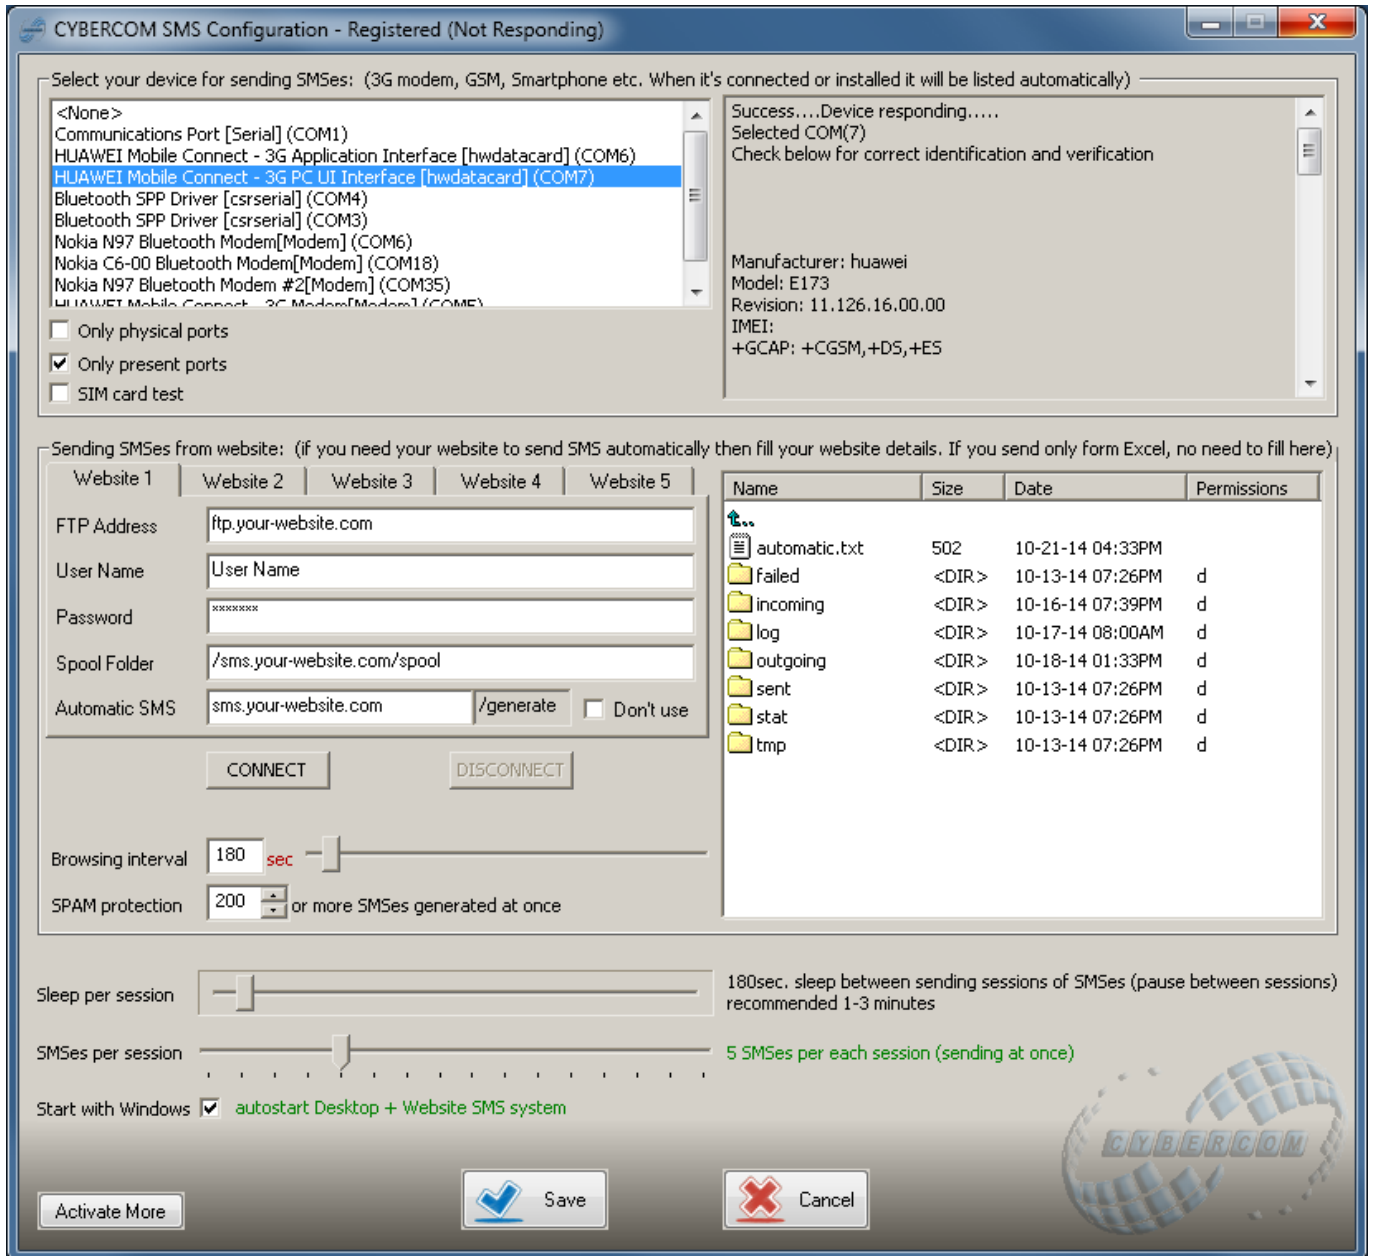 CYBERCOM SMS Configuration - Registered (Not Responding)
Select your device for sending SMSes: (3G modem, GSM, Smartphone etc. When it's connected or installed it will be listed automatically)
<None>
Communications Port [Serial] (COM1)
HUAWEI Mobile Connect - 3G Application Interface [hwdatacard] (COM6)
HUAWEI Mobile Connect - 3G PC UI Interface [hwdatacard] (COM7)
Bluetooth SPP Driver [csrserial] (COM4)
Bluetooth SPP Driver [csrserial] (COM3)
Nokia N97 Bluetooth Modem[Modem] (COM6)
Nokia C6-00 Bluetooth Modem[Modem] (COM18)
Nokia N97 Bluetooth Modem #2[Modem] (COM35)
HUAWEI Mobile Connect - 3G Modem[Modem] (COM5)
Only physical ports
Only present ports
SIM card test
Success....Device responding.....
Selected COM(7)
Check below for correct identification and verification
Manufacturer: huawei
Model: E173
Revision: 11.126.16.00.00
IMEI:
+GCAP: +CGSM,+DS,+ES
Sending SMSes from website: (if you need your website to send SMS automatically then fill your website details. If you send only form Excel, no need to fill here)
Website 1 Website 2 Website 3 Website 4 Website 5
FTP Address ftp.your-website.com
User Name User Name
Password ×××××××
Spool Folder /sms.your-website.com/spool
Automatic SMS sms.your-website.com /generate Don't use
CONNECT DISCONNECT
Browsing interval 180 sec
SPAM protection 200 or more SMSes generated at once
Name Size Date Permissions
..
automatic.txt 502 10-21-14 04:33PM
failed <DIR> 10-13-14 07:26PM d
incoming <DIR> 10-16-14 07:39PM d
log <DIR> 10-17-14 08:00AM d
outgoing <DIR> 10-18-14 01:33PM d
sent <DIR> 10-13-14 07:26PM d
stat <DIR> 10-13-14 07:26PM d
tmp <DIR> 10-13-14 07:26PM d
Sleep per session
180sec. sleep between sending sessions of SMSes (pause between sessions)
recommended 1-3 minutes
SMSes per session 5 SMSes per each session (sending at once)
Start with Windows autostart Desktop + Website SMS system
CYBERCOM
Activate More Save Cancel